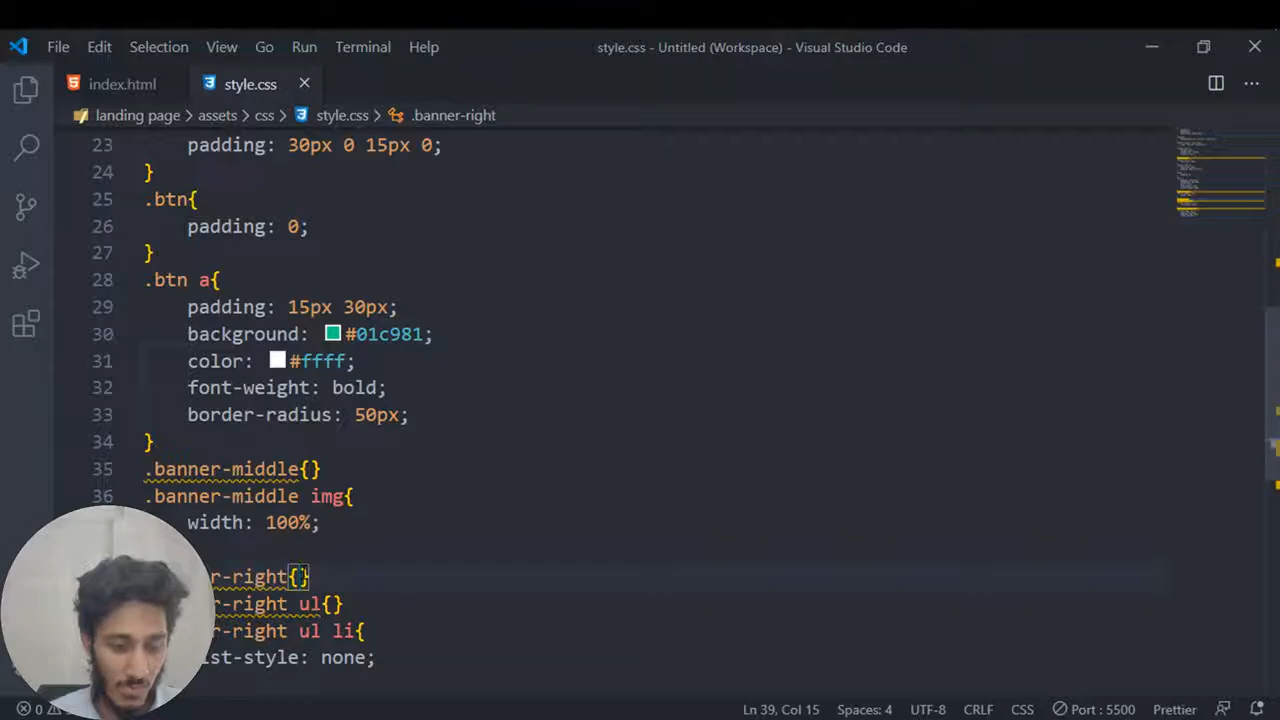 File Edit Selection View Go Run Terminal Help style.css - Untitled (Workspace) - Visual Studio Code
index.html style.css
landing page > assets > css > style.css > .banner-right
23 padding: 30px 0 15px 0;
24 }
25 .btn{
26 padding: 0;
27 }
28 .btn a{
29 padding: 15px 30px;
30 background: #01c981;
31 color: #ffff;
32 font-weight: bold;
33 border-radius: 50px;
34 }
35 .banner-middle{}
36 .banner-middle img{
width: 100%;
r-right{}
r-right ul{}
r-right ul li{
ist-style: none;
0 Ln 39, Col 15 Spaces: 4 UTF-8 CRLF CSS Port : 5500 Prettier